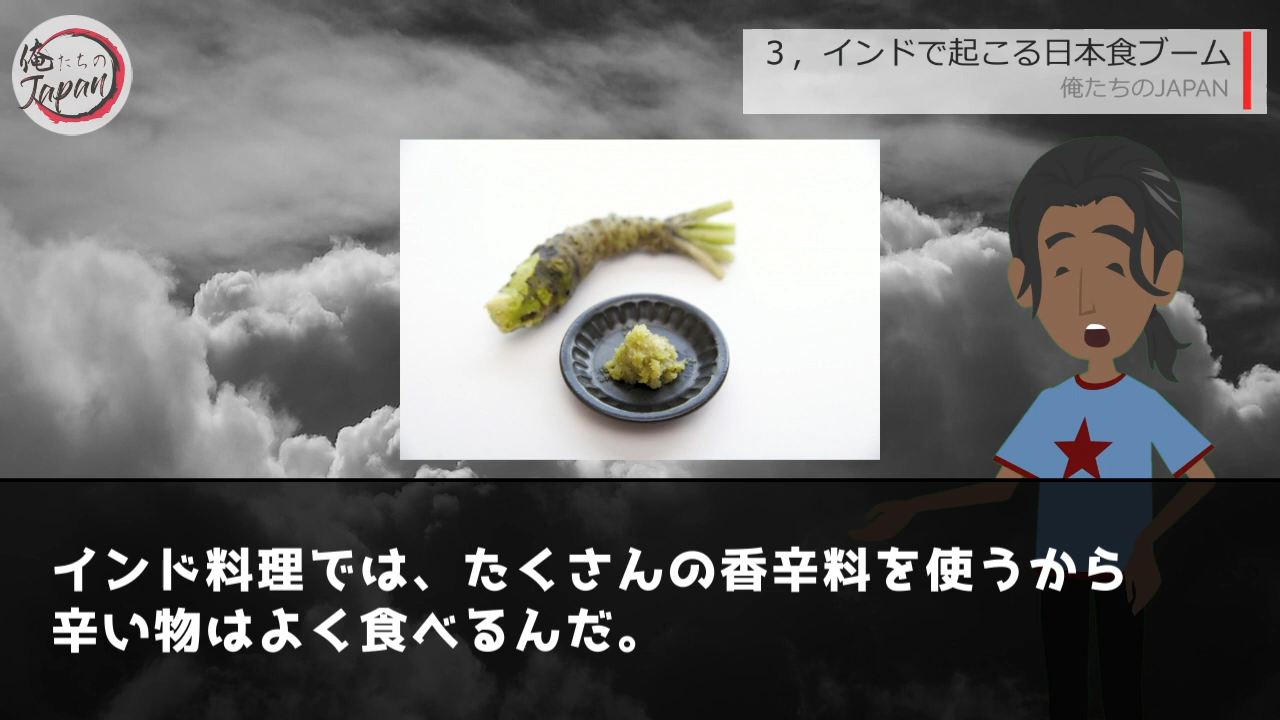 俺たちの
Japan
３，インドで起こる日本食ブーム
俺たちのJAPAN
インド料理では、たくさんの香辛料を使うから
辛い物はよく食べるんだ。